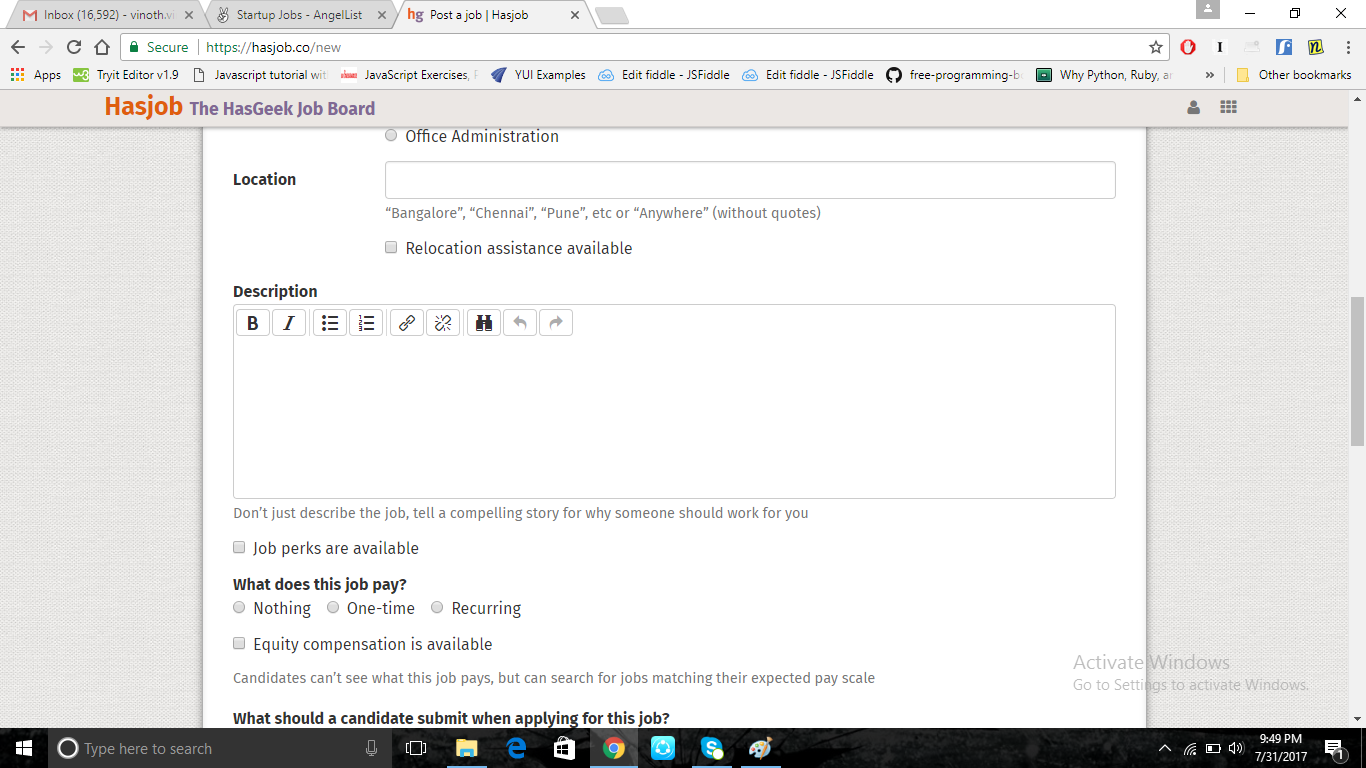 Inbox (16,592) - vinoth.vi
Startup Jobs - AngelList
Post a job | Hasjob
Secure
https://hasjob.co/new
Apps
Tryit Editor v1.9
Javascript tutorial wit
JavaScript Exercises,
YUI Examples
Edit fiddle - JSFiddle
Edit fiddle - JSFiddle
free-programming-b
Why Python, Ruby, ar
»
Other bookmarks
Hasjob The HasGeek Job Board
Office Administration
Location
“Bangalore”, “Chennai”, “Pune”, etc or “Anywhere” (without quotes)
Relocation assistance available
Description
B I
Don’t just describe the job, tell a compelling story for why someone should work for you
Job perks are available
What does this job pay?
Nothing One-time Recurring
Equity compensation is available
Candidates can’t see what this job pays, but can search for jobs matching their expected pay scale
What should a candidate submit when applying for this job?
Activate Windows
Go to Settings to activate Windows.
Type here to search
9:49 PM
7/31/2017
1